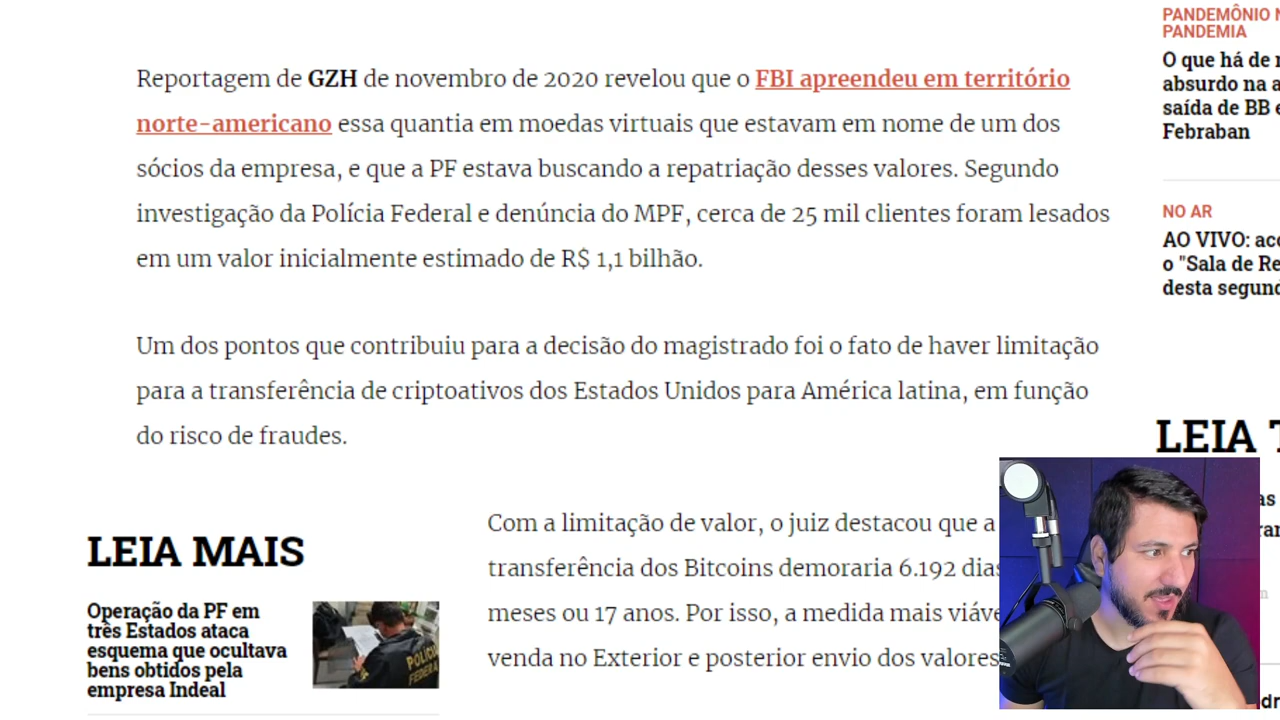 Reportagem de GZH de novembro de 2020 revelou que o FBI apreendeu em território
norte-americano essa quantia em moedas virtuais que estavam em nome de um dos
sócios da empresa, e que a PF estava buscando a repatriação desses valores. Segundo
investigação da Polícia Federal e denúncia do MPF, cerca de 25 mil clientes foram lesados
em um valor inicialmente estimado de R$ 1,1 bilhão.
Um dos pontos que contribuiu para a decisão do magistrado foi o fato de haver limitação
para a transferência de criptoativos dos Estados Unidos para América latina, em função
do risco de fraudes.
LEIA MAIS
Operação da PF em
três Estados ataca
esquema que ocultava
bens obtidos pela
empresa Indeal
POLÍCIA
FEDERAL
Com a limitação de valor, o juiz destacou que a
transferência dos Bitcoins demoraria 6.192 dias
meses ou 17 anos. Por isso, a medida mais
venda no Exterior e posterior envio dos valores
PANDEMÔNIO
PANDEMIA
O que há de
absurdo na
saída de BB
Febraban
NO AR
AO VIVO:
o "Sala de
desta
LEIA